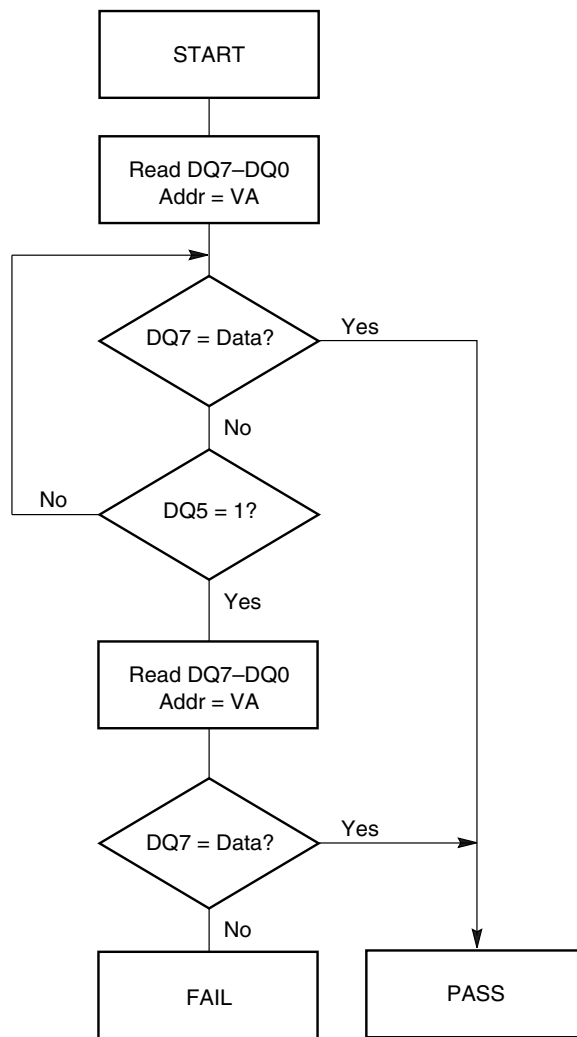 START
Read DQ7–DQ0
Addr = VA
DQ7 = Data?
Yes
No
No
DQ5 = 1?
Yes
Read DQ7–DQ0
Addr = VA
DQ7 = Data?
Yes
No
FAIL
PASS